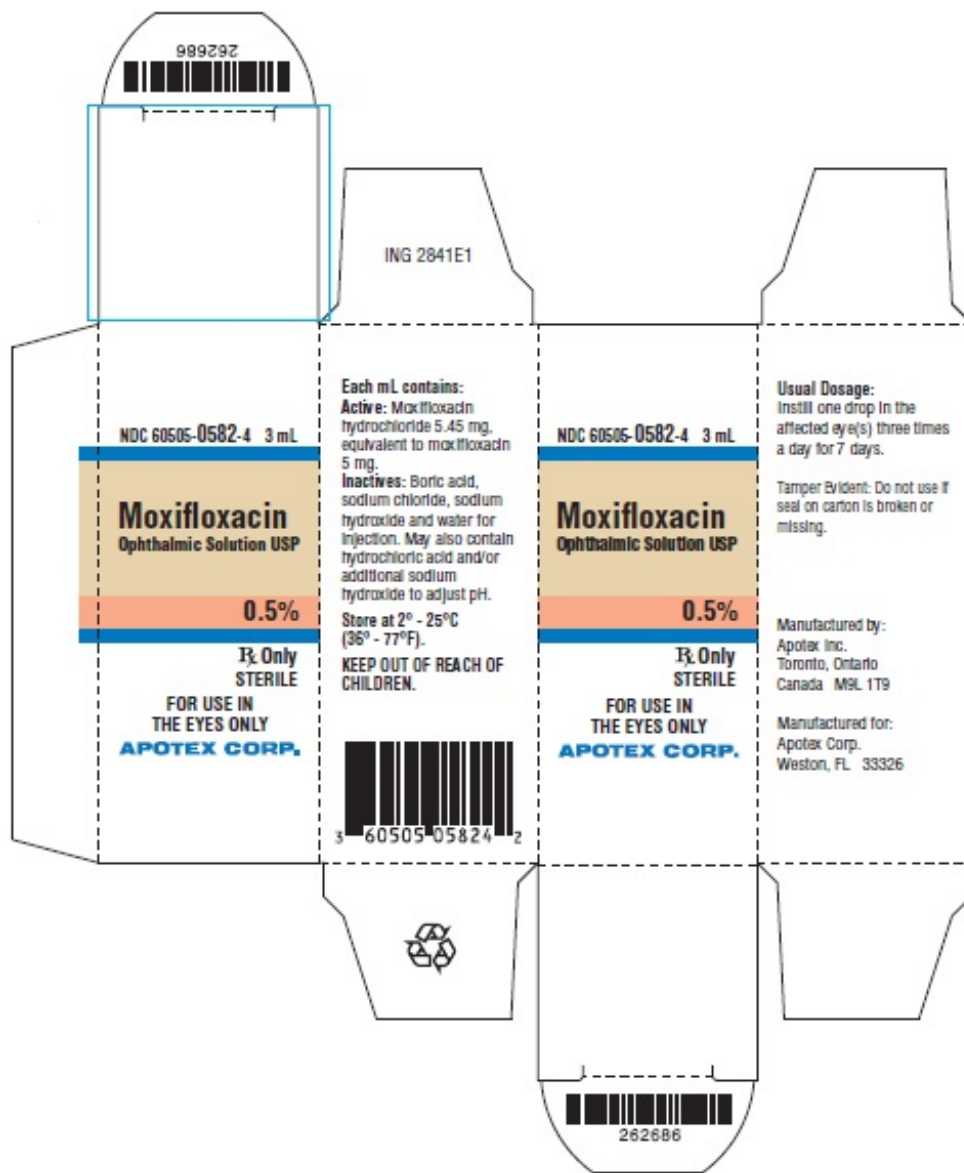 262686
ING 2841E1
NDC 60505-0582-4 3 mL
Moxifloxacin
Ophthalmic Solution USP
0.5%
℞ Only
STERILE
FOR USE IN
THE EYES ONLY
APOTEX CORP.
Each mL contains:
Active: Moxifloxacin
hydrochloride 5.45 mg,
equivalent to moxifloxacin
5 mg.
Inactives: Boric acid,
sodium chloride, sodium
hydroxide and water for
injection. May also contain
hydrochloric acid and/or
additional sodium
hydroxide to adjust pH.
Store at 2° - 25°C
(36° - 77°F).
KEEP OUT OF REACH OF
CHILDREN.
3 60505 05824 2
NDC 60505-0582-4 3 mL
Moxifloxacin
Ophthalmic Solution USP
0.5%
℞ Only
STERILE
FOR USE IN
THE EYES ONLY
APOTEX CORP.
Usual Dosage:
Instill one drop in the
affected eye(s) three times
a day for 7 days.
Tamper Evident: Do not use if
seal on carton is broken or
missing.
Manufactured by:
Apotex Inc.
Toronto, Ontario
Canada M9L 1T9
Manufactured for:
Apotex Corp.
Weston, FL 33326
262686